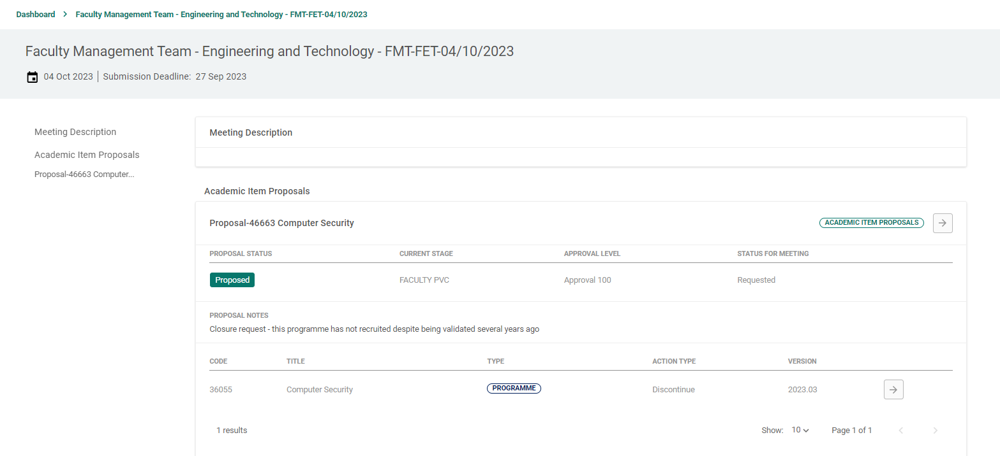 Dashboard > Faculty Management Team - Engineering and Technology - FMT-FET-04/10/2023
Faculty Management Team - Engineering and Technology - FMT-FET-04/10/2023
04 Oct 2023 | Submission Deadline: 27 Sep 2023
Meeting Description
Academic Item Proposals
Proposal-46663 Computer...
Meeting Description
Academic Item Proposals
Proposal-46663 Computer Security ACADEMIC ITEM PROPOSALS
PROPOSAL STATUS CURRENT STAGE APPROVAL LEVEL STATUS FOR MEETING
Proposed FACULTY PVC Approval 100 Requested
PROPOSAL NOTES
Closure request - this programme has not recruited despite being validated several years ago
CODE TITLE TYPE ACTION TYPE VERSION
36055 Computer Security PROGRAMME Discontinue 2023.03
1 results Show: 10 Page 1 of 1